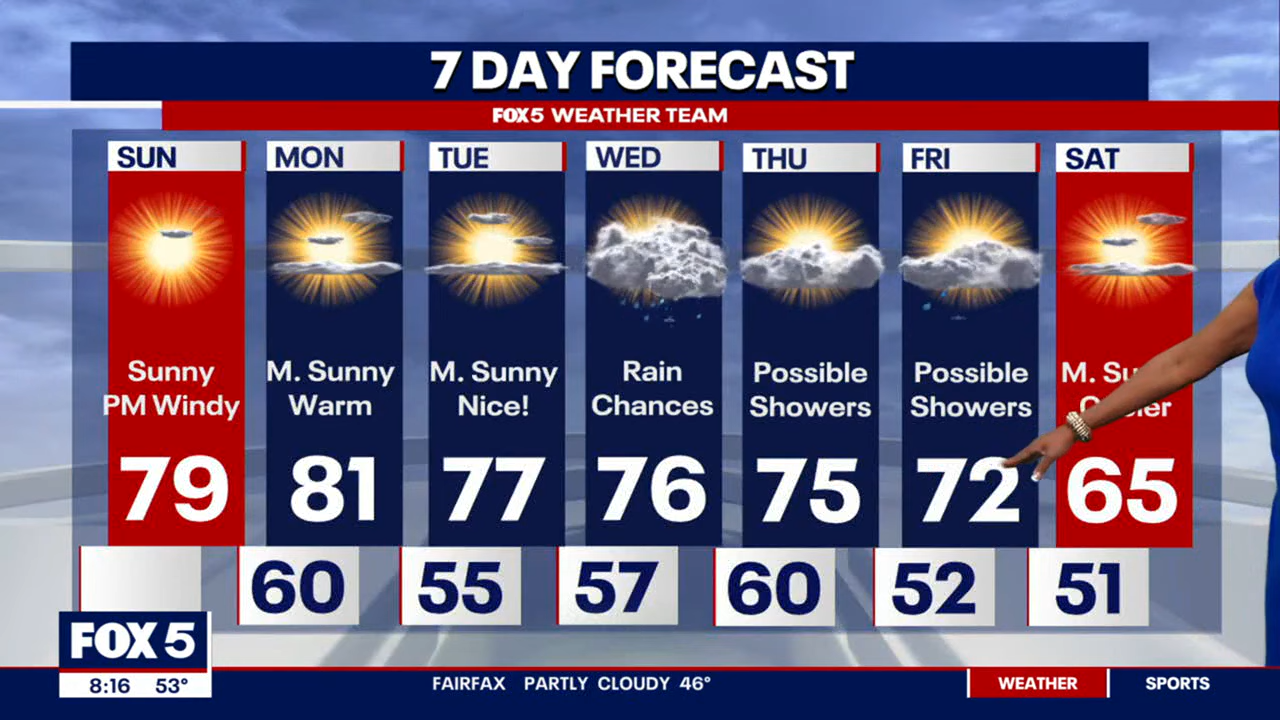 7 DAY FORECAST
FOX5 WEATHER TEAM
SUN
MON
TUE
WED
THU
FRI
SAT
Sunny
PM Windy
M. Sunny
Warm
M. Sunny
Nice!
Rain
Chances
Possible
Showers
Possible
Showers
M.
79
81
77
76
75
72
65
60
55
57
60
52
51
FOX 5
8:16 53°
FAIRFAX PARTLY CLOUDY 46°
WEATHER
SPORTS